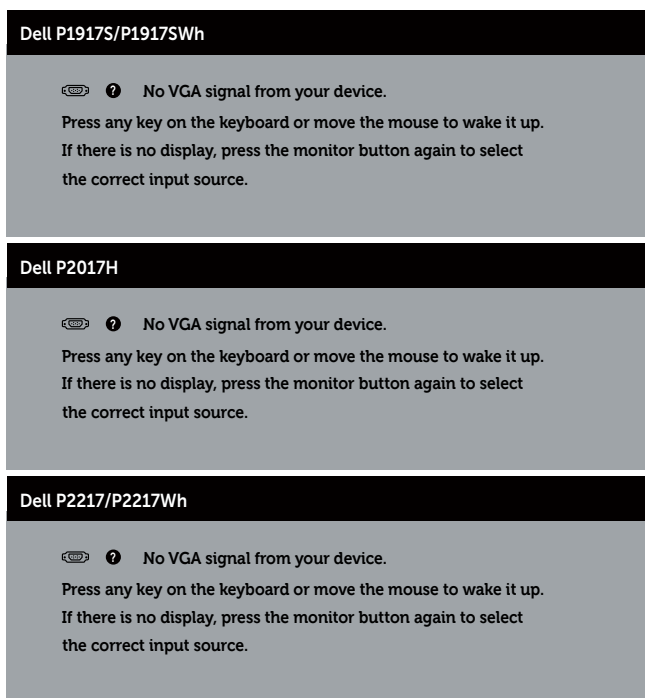 Dell P1917S/P1917SWh
? No VGA signal from your device.
Press any key on the keyboard or move the mouse to wake it up.
If there is no display, press the monitor button again to select
the correct input source.
Dell P2017H
? No VGA signal from your device.
Press any key on the keyboard or move the mouse to wake it up.
If there is no display, press the monitor button again to select
the correct input source.
Dell P2217/P2217Wh
? No VGA signal from your device.
Press any key on the keyboard or move the mouse to wake it up.
If there is no display, press the monitor button again to select
the correct input source.